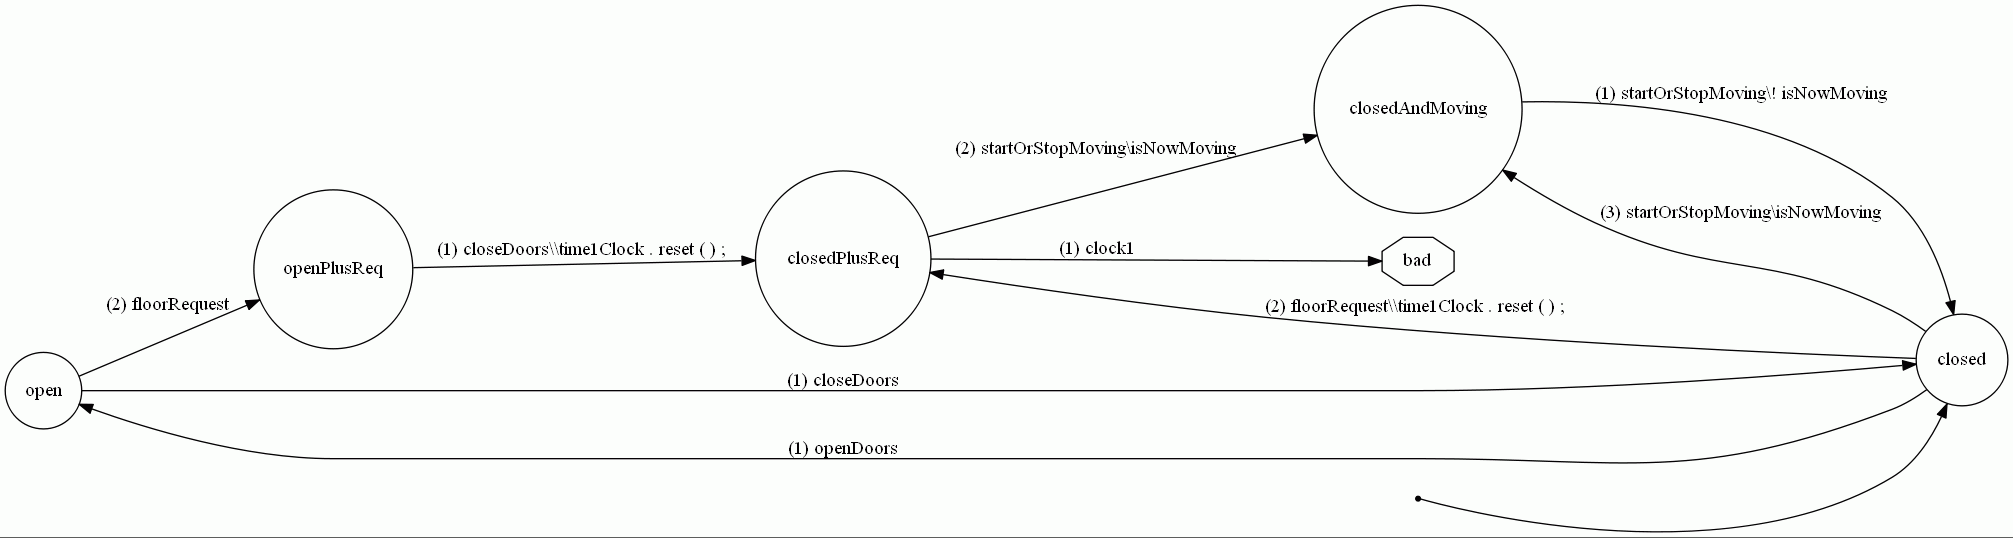 closedAndMoving
(1) startOrStopMoving\! isNowMoving
(2) startOrStopMoving\isNowMoving
(3) startOrStopMoving\isNowMoving
openPlusReq
(1) closeDoors\\time1Clock . reset ( ) ;
closedPlusReq
(1) clock1
bad
(2) floorRequest
(2) floorRequest\\time1Clock . reset ( ) ;
closed
open
(1) closeDoors
(1) openDoors